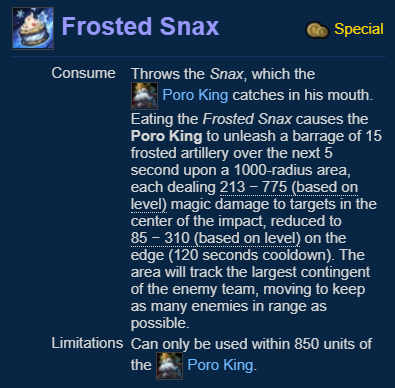 Frosted Snax Special
Consume Throws the Snax, which the
Poro King catches in his mouth.
Eating the Frosted Snax causes the
Poro King to unleash a barrage of 15
frosted artillery over the next 5
second upon a 1000-radius area,
each dealing 213 − 775 (based on
level) magic damage to targets in the
center of the impact, reduced to
85 − 310 (based on level) on the
edge (120 seconds cooldown). The
area will track the largest contingent
of the enemy team, moving to keep
as many enemies in range as
possible.
Limitations Can only be used within 850 units of
the Poro King.